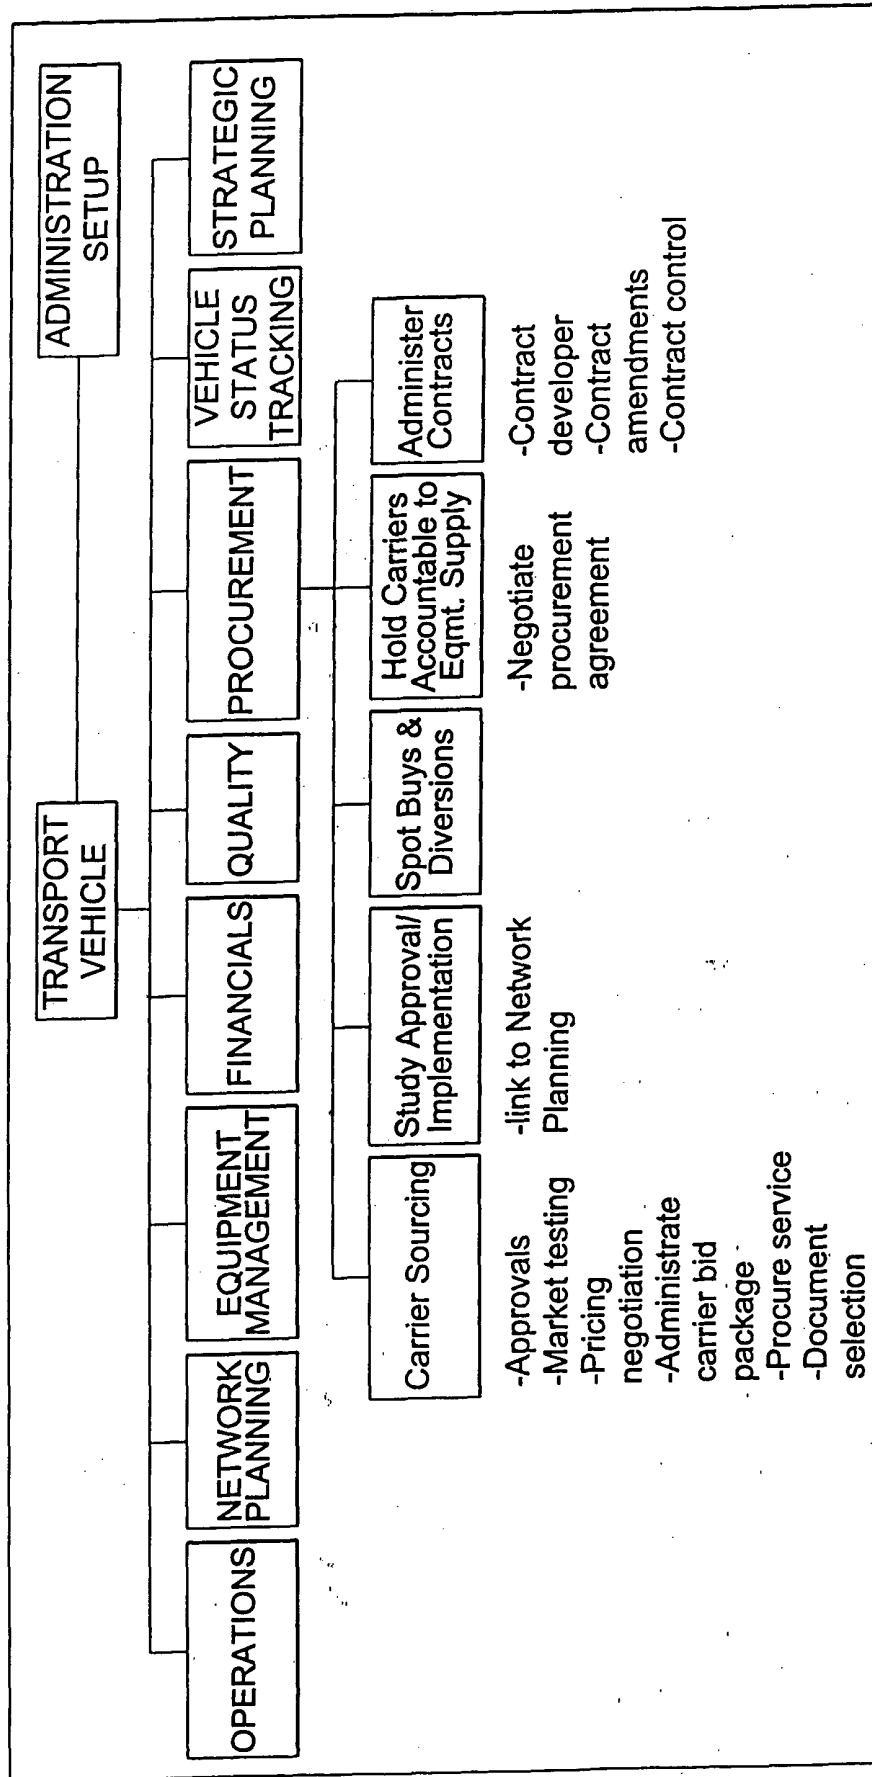 TRANSPORT
VEHICLE
ADMINISTRATION
SETUP
OPERATIONS
NETWORK
PLANNING
EQUIPMENT
MANAGEMENT
FINANCIALS
QUALITY
PROCUREMENT
VEHICLE
STATUS
TRACKING
STRATEGIC
PLANNING
Carrier Sourcing
-Approvals
-Market testing
-Pricing
negotiation
-Administrate
carrier bid
package
-Procure service
-Document
selection
Study Approval/
Implementation
-link to Network
Planning
Spot Buys &
Diversions
Hold Carriers
Accountable to
Eqmt. Supply
-Negotiate
procurement
agreement
Administer
Contracts
-Contract
developer
-Contract
amendments
-Contract control